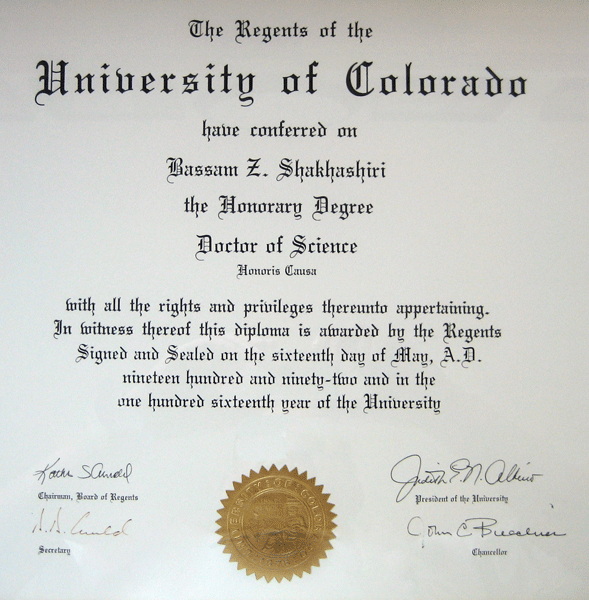 The Regents of the
University of Colorado
have conferred on
Bassam Z. Shakhashiri
the Honorary Degree
Doctor of Science
Honoris Causa
with all the rights and privileges thereunto appertaining.
In witness thereof this diploma is awarded by the Regents
Signed and Sealed on the sixteenth day of May, A.D.
nineteen hundred and ninety-two and in the
one hundred sixteenth year of the University
Chairman, Board of Regents
Secretary
Judith E. N. Albino
President of the University
Chancellor